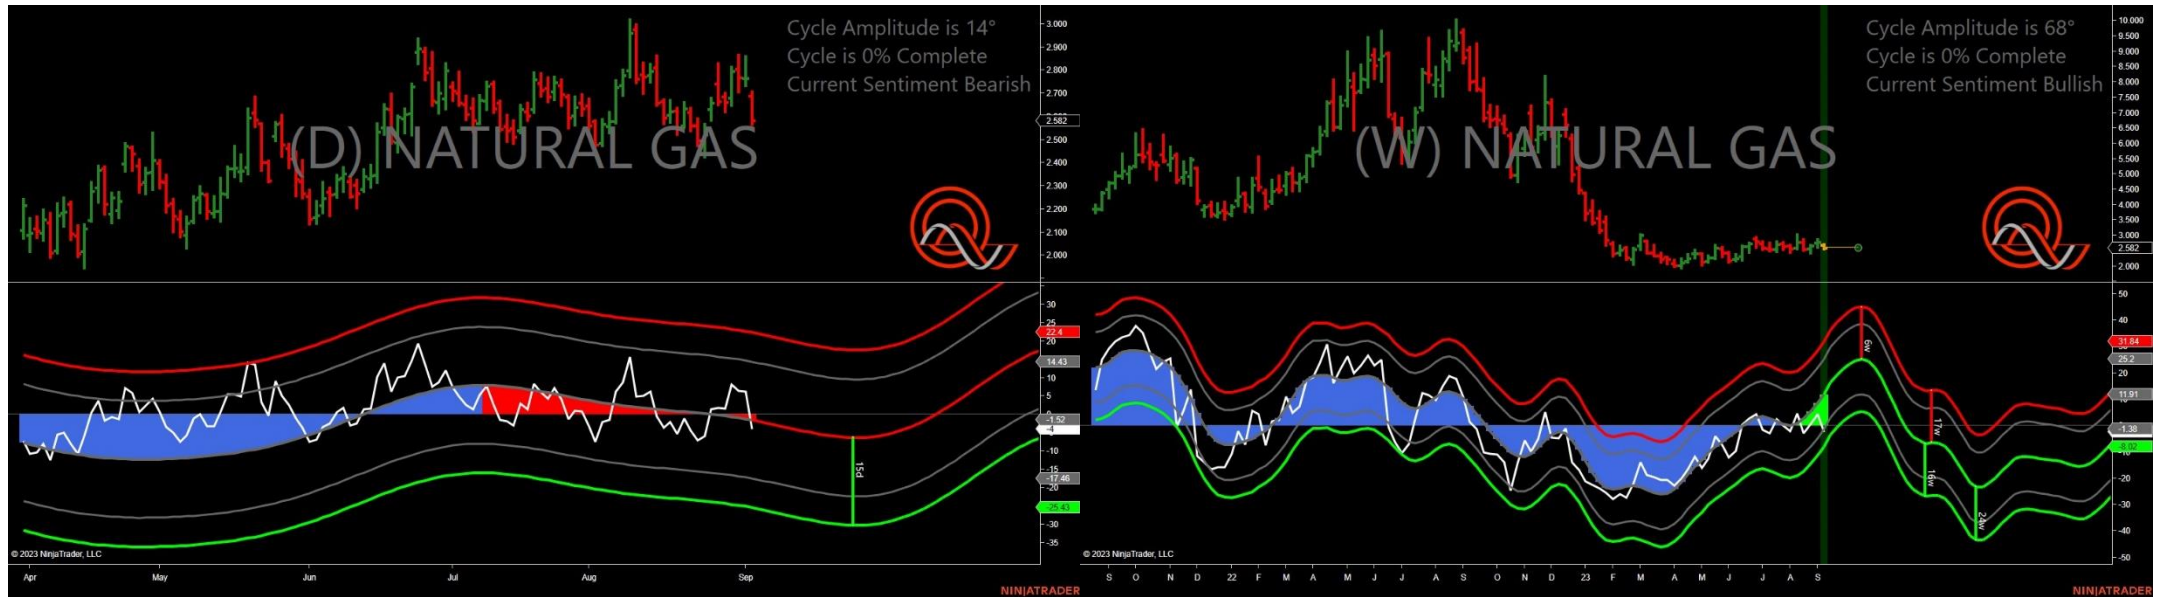 Cycle Amplitude is 14°
Cycle is 0% Complete
Current Sentiment Bearish
(D) NATURAL GAS
3.000
2.900
2.800
2.700
2.582
2.500
2.400
2.300
2.200
2.100
2.000
30
22.4
20
14.43
10
5
-1.52
-4
-10
-15
-17.46
-20
-25.43
-30
-35
15d
© 2023 NinjaTrader, LLC
Apr May Jun Jul Aug Sep
NINJATRADER
Cycle Amplitude is 68°
Cycle is 0% Complete
Current Sentiment Bullish
(W) NATURAL GAS
10.000
9.500
9.000
8.500
8.000
7.500
7.000
6.500
6.000
5.500
5.000
4.500
4.000
3.500
3.000
2.582
2.000
50
40
31.84
25.2
20
11.91
-1.38
-8.02
-20
-30
-40
-50
6w
17w
16w
24w
© 2023 NinjaTrader, LLC
S O N D 22 F M A M J J A S O N D 23 F M A M J J A S
NINJATRADER